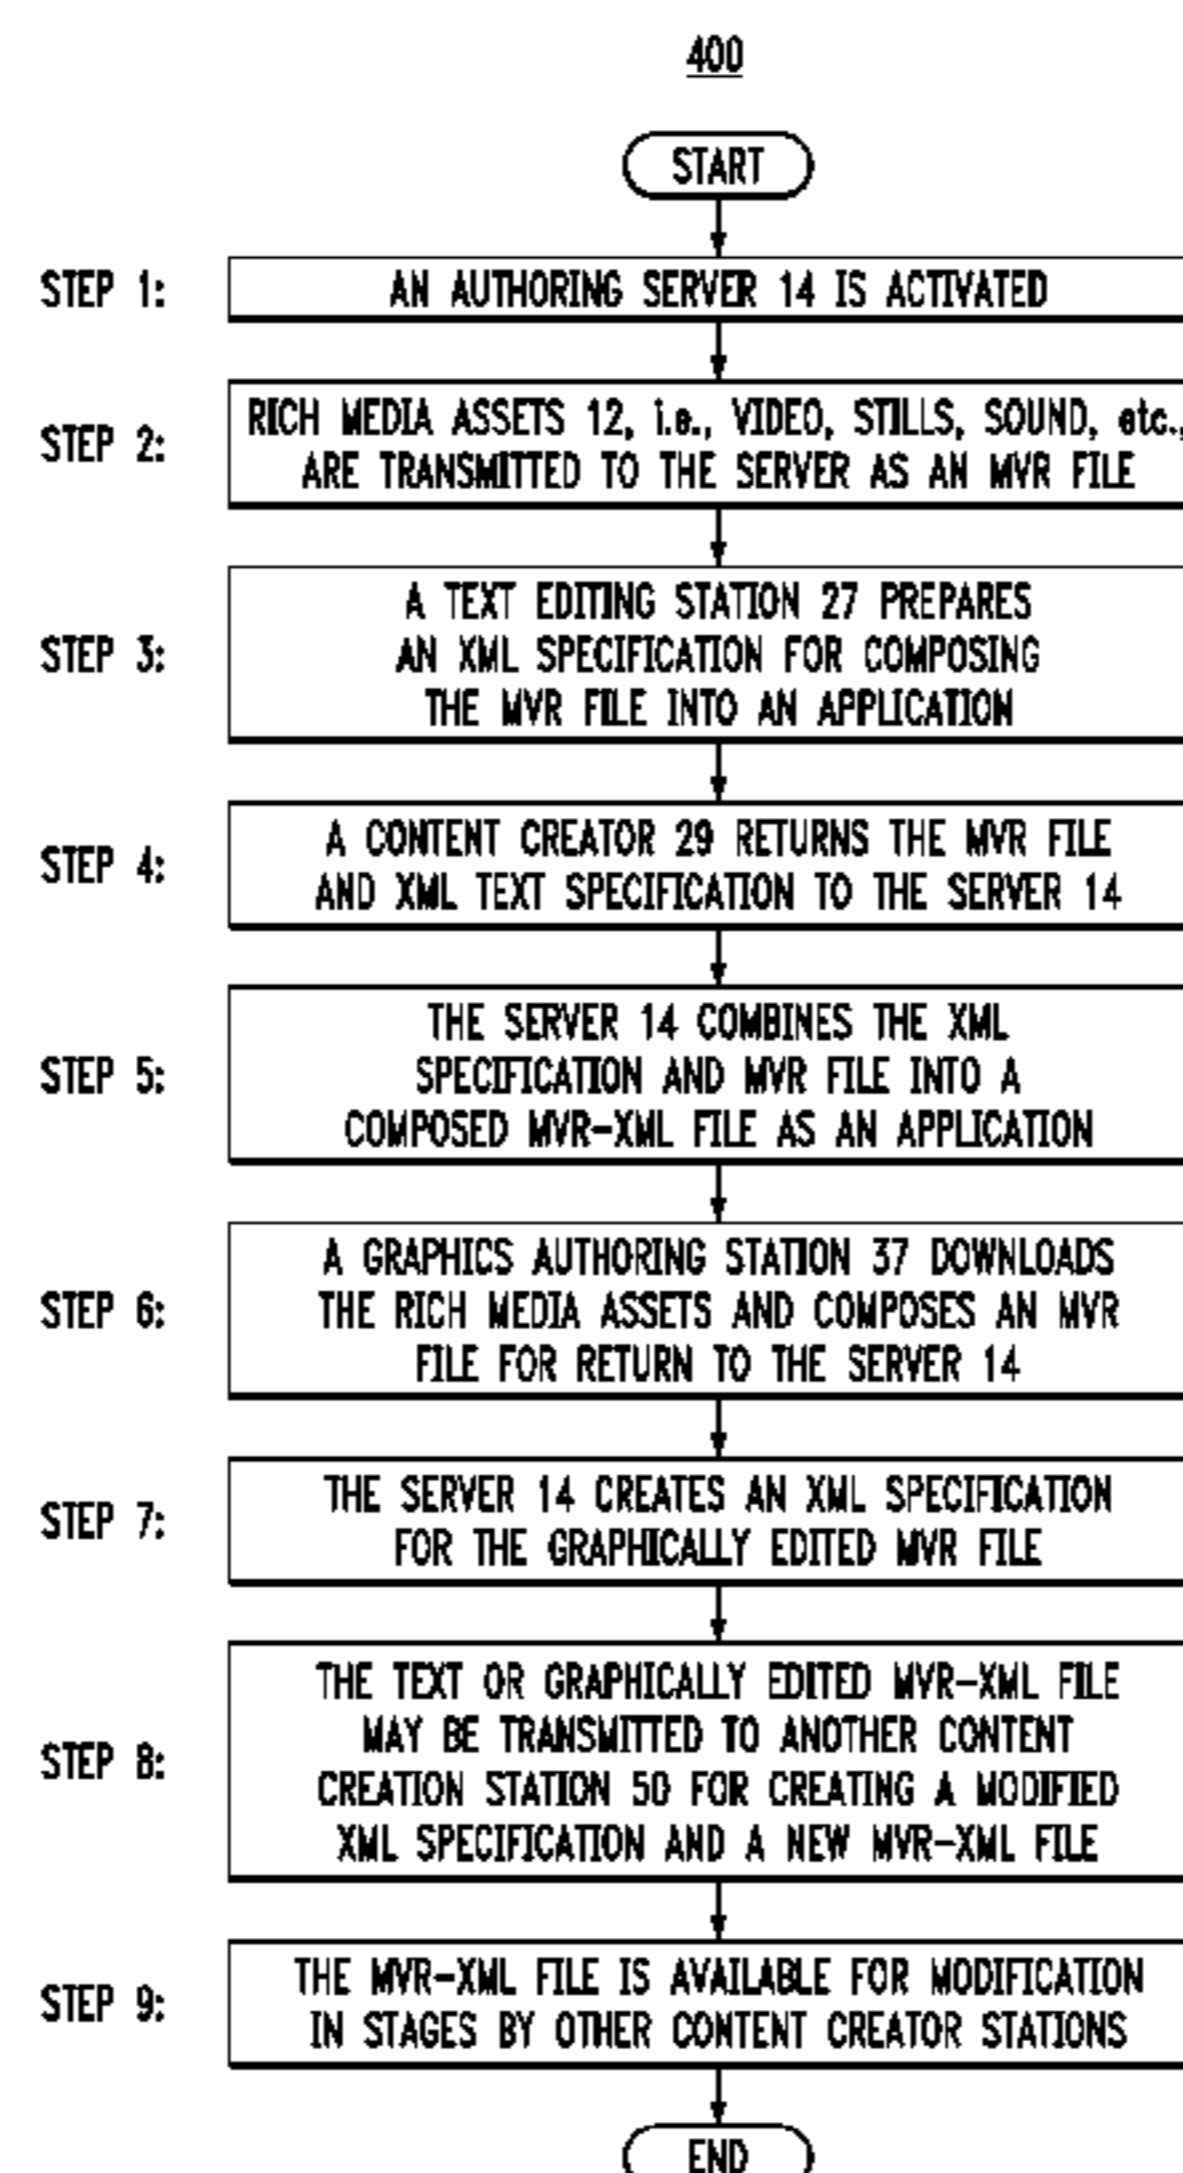 400
START
STEP 1:
AN AUTHORING SERVER 14 IS ACTIVATED
STEP 2:
RICH MEDIA ASSETS 12, i.e., VIDEO, STILLS, SOUND, etc.,
ARE TRANSMITTED TO THE SERVER AS AN MVR FILE
STEP 3:
A TEXT EDITING STATION 27 PREPARES
AN XML SPECIFICATION FOR COMPOSING
THE MVR FILE INTO AN APPLICATION
STEP 4:
A CONTENT CREATOR 29 RETURNS THE MVR FILE
AND XML TEXT SPECIFICATION TO THE SERVER 14
STEP 5:
THE SERVER 14 COMBINES THE XML
SPECIFICATION AND MVR FILE INTO A
COMPOSED MVR-XML FILE AS AN APPLICATION
STEP 6:
A GRAPHICS AUTHORING STATION 37 DOWNLOADS
THE RICH MEDIA ASSETS AND COMPOSES AN MVR
FILE FOR RETURN TO THE SERVER 14
STEP 7:
THE SERVER 14 CREATES AN XML SPECIFICATION
FOR THE GRAPHICALLY EDITED MVR FILE
STEP 8:
THE TEXT OR GRAPHICALLY EDITED MVR-XML FILE
MAY BE TRANSMITTED TO ANOTHER CONTENT
CREATION STATION 50 FOR CREATING A MODIFIED
XML SPECIFICATION AND A NEW MVR-XML FILE
STEP 9:
THE MVR-XML FILE IS AVAILABLE FOR MODIFICATION
IN STAGES BY OTHER CONTENT CREATOR STATIONS
END